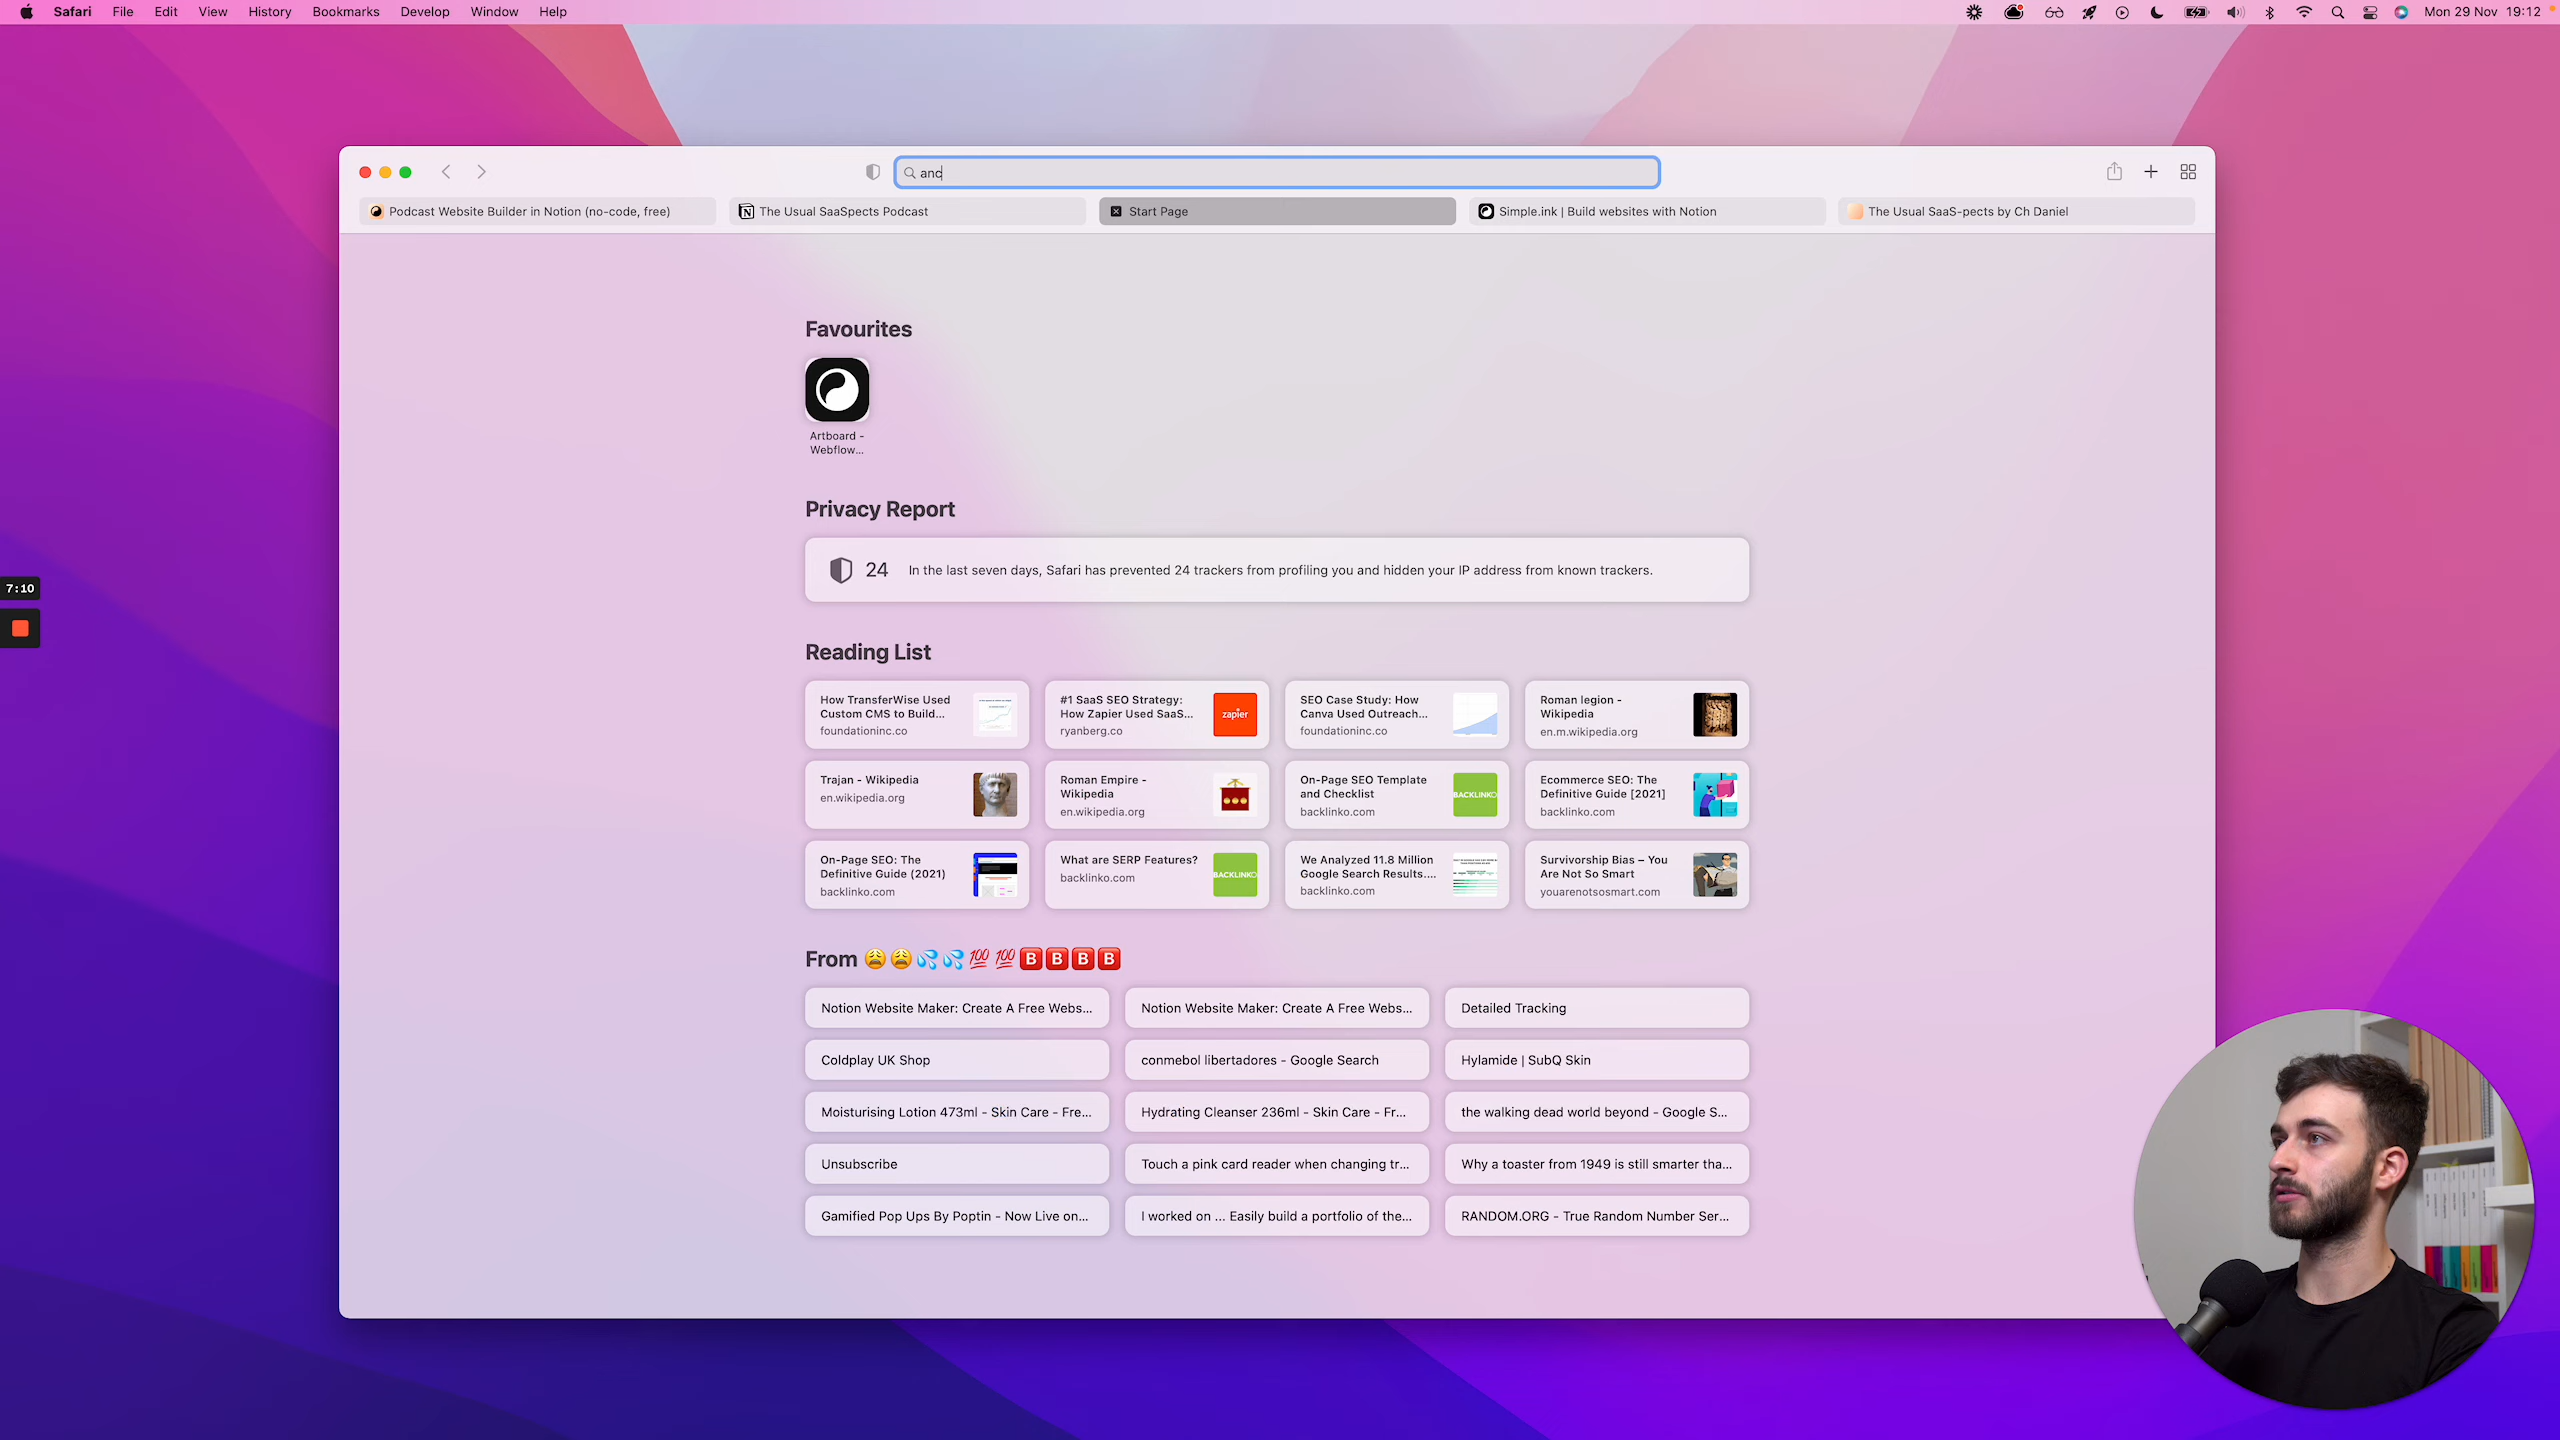 Safari File Edit View History Bookmarks Develop Window Help
Mon 29 Nov 19:12
anc
Podcast Website Builder in Notion (no-code, free)
The Usual SaaSpects Podcast
Start Page
Simple.ink | Build websites with Notion
The Usual SaaS-pects by Ch Daniel
Favourites
Artboard -
Webflow...
Privacy Report
24
In the last seven days, Safari has prevented 24 trackers from profiling you and hidden your IP address from known trackers.
7:10
Reading List
How TransferWise Used
Custom CMS to Build...
foundationinc.co
#1 SaaS SEO Strategy:
How Zapier Used SaaS...
ryanberg.co
zapier
SEO Case Study: How
Canva Used Outreach...
foundationinc.co
Roman legion -
Wikipedia
en.m.wikipedia.org
Trajan - Wikipedia
en.wikipedia.org
Roman Empire -
Wikipedia
en.wikipedia.org
On-Page SEO Template
and Checklist
backlinko.com
BACKLINKO
Ecommerce SEO: The
Definitive Guide [2021]
backlinko.com
On-Page SEO: The
Definitive Guide (2021)
backlinko.com
What are SERP Features?
backlinko.com
BACKLINKO
We Analyzed 11.8 Million
Google Search Results....
backlinko.com
Survivorship Bias – You
Are Not So Smart
youarenotsosmart.com
From 😩😩💦💦💯💯🅱🅱🅱🅱
Notion Website Maker: Create A Free Webs...
Notion Website Maker: Create A Free Webs...
Detailed Tracking
Coldplay UK Shop
conmebol libertadores - Google Search
Hylamide | SubQ Skin
Moisturising Lotion 473ml - Skin Care - Fre...
Hydrating Cleanser 236ml - Skin Care - Fr...
the walking dead world beyond - Google S...
Unsubscribe
Touch a pink card reader when changing tr...
Why a toaster from 1949 is still smarter tha...
Gamified Pop Ups By Poptin - Now Live on...
I worked on ... Easily build a portfolio of the...
RANDOM.ORG - True Random Number Ser...